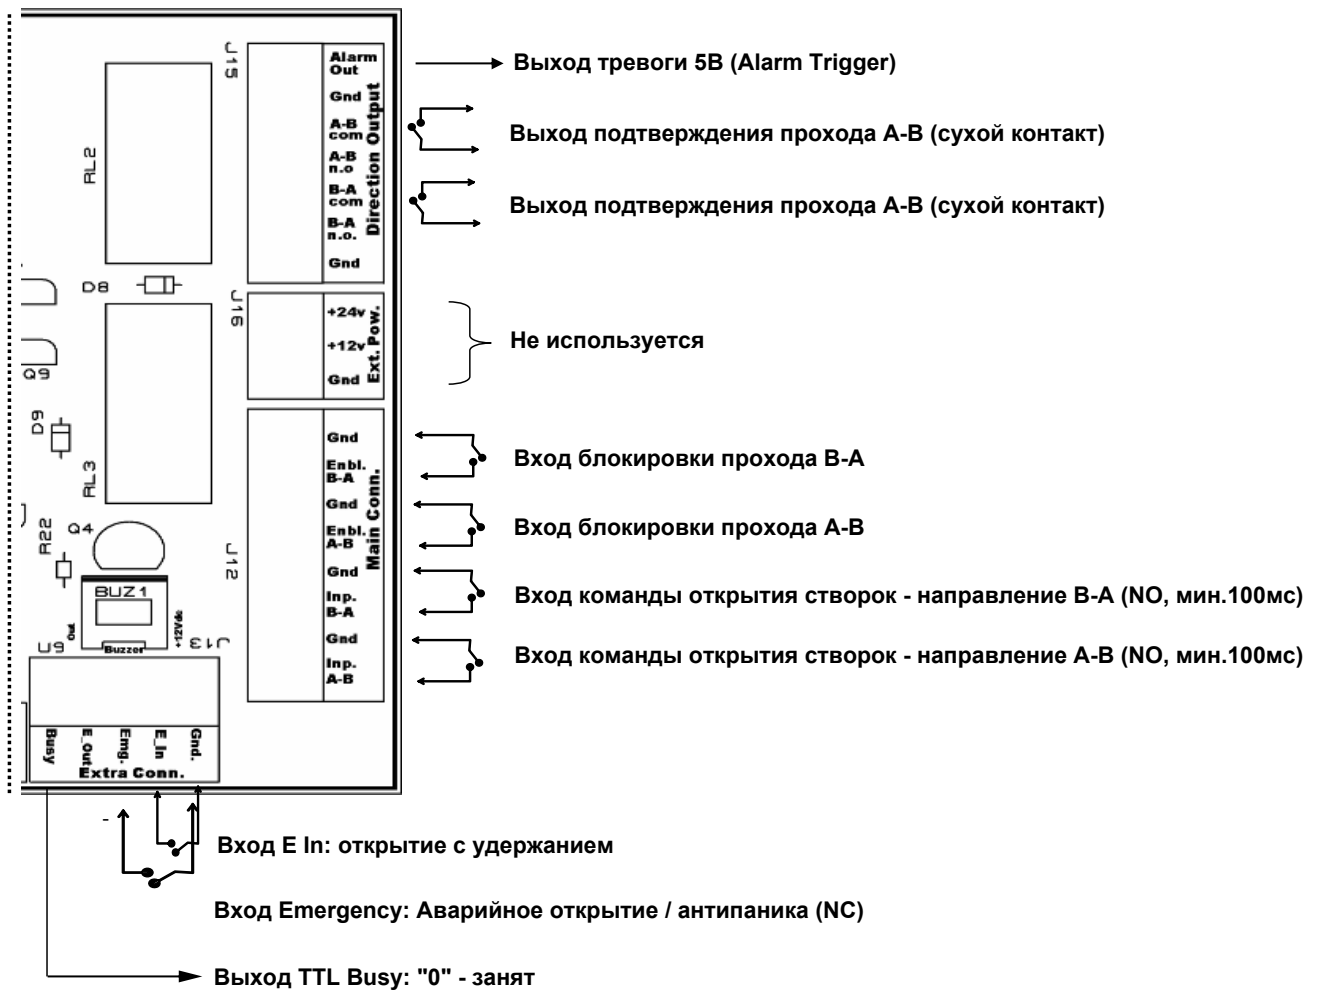 J15
Alarm
Out
Gnd
A-B
com
A-B
n.o
B-A
com
B-A
n.o.
Gnd
Direction Output
Выход тревоги 5В (Alarm Trigger)
Выход подтверждения прохода А-В (сухой контакт)
Выход подтверждения прохода А-В (сухой контакт)
RL2
D8
J16
+24v
+12v
Gnd
Ext. Pow.
Не используется
Q9
D9
RL3
R22
Q4
J12
Gnd
Enbl.
B-A
Gnd
Enbl.
A-B
Gnd
Inp.
B-A
Gnd
Inp.
A-B
Main Conn.
Вход блокировки прохода В-А
Вход блокировки прохода А-В
Вход команды открытия створок - направление В-А (NO, мин.100мс)
Вход команды открытия створок - направление А-В (NO, мин.100мс)
BUZ1
Out
+12Vdc
Buzzer
U9
J13
Busy
E_Out
Emg.
E_In
Gnd.
Extra Conn.
-
Вход E In: открытие с удержанием
Вход Emergency: Аварийное открытие / антипаника (NC)
Выход TTL Busy: "0" - занят